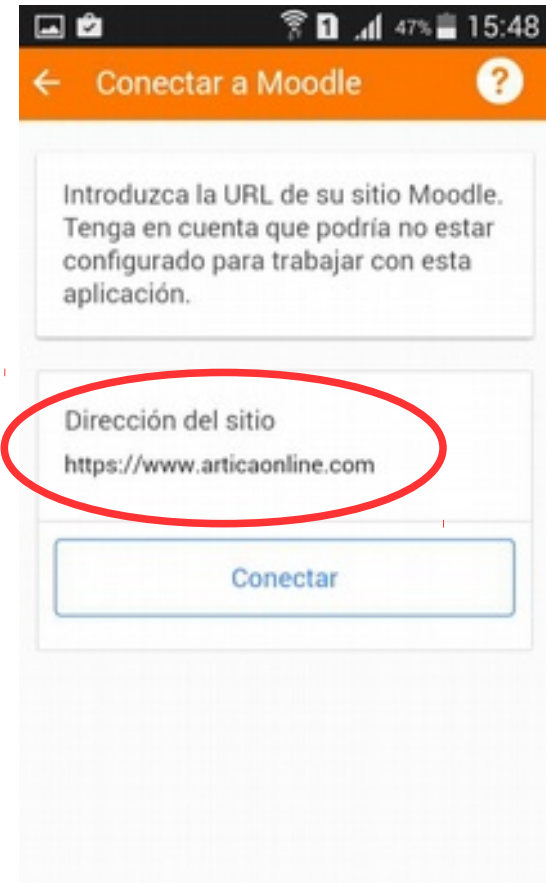 1 47% 15:48
Conectar a Moodle ?
Introduzca la URL de su sitio Moodle.
Tenga en cuenta que podría no estar
configurado para trabajar con esta
aplicación.
Dirección del sitio
https://www.articaonline.com
Conectar